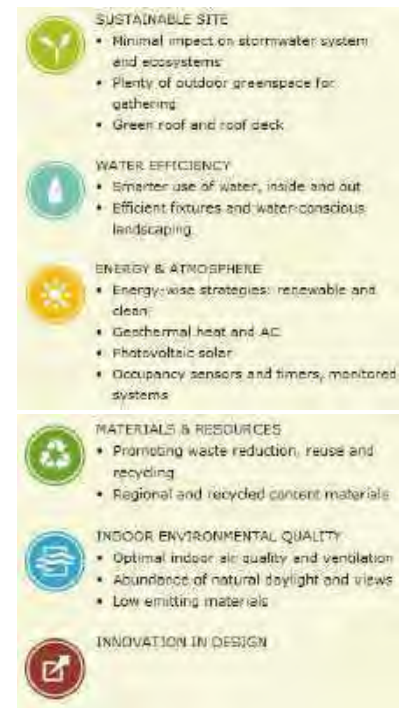 SUSTAINABLE SITE
• Minimal impact on stormwater system
and ecosystems
• Plenty of outdoor greenspace for
gathering
• Green roof and roof deck
WATER EFFICIENCY
• Smarter use of water, inside and out
• Efficient fixtures and water-conscious
landscaping
ENERGY & ATMOSPHERE
• Energy-wise strategies: renewable and
clean
• Geothermal heat and AC
• Photovoltaic solar
• Occupancy sensors and timers, monitored
systems
MATERIALS & RESOURCES
• Promoting waste reduction, reuse and
recycling
• Regional and recycled content materials
INDOOR ENVIRONMENTAL QUALITY
• Optimal indoor air quality and ventilation
• Abundance of natural daylight and views
• Low emitting materials
INNOVATION IN DESIGN